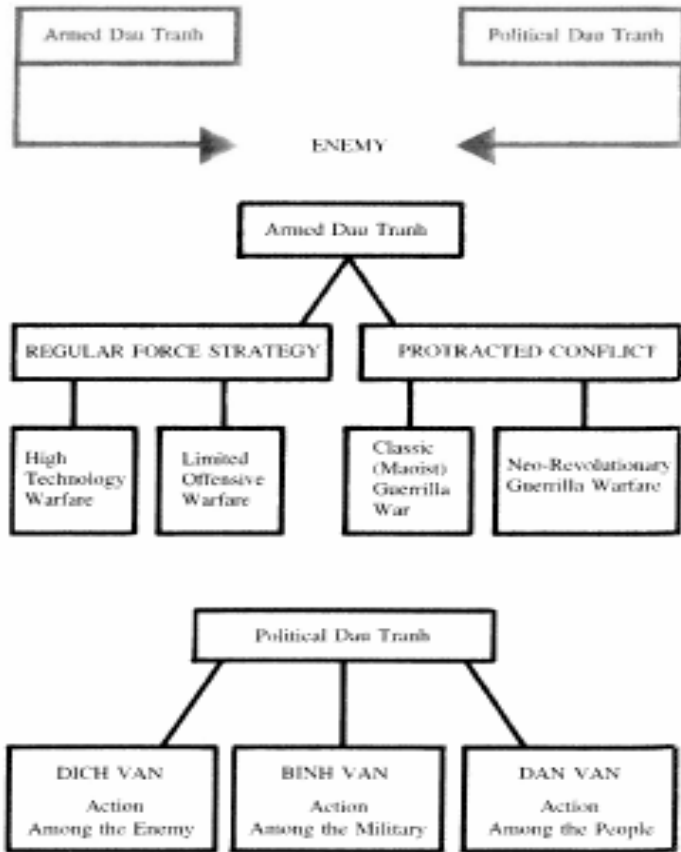 Armed Dau Tranh
Political Dau Tranh
ENEMY
Armed Dau Tranh
REGULAR FORCE STRATEGY
PROTRACTED CONFLICT
High
Technology
Warfare
Limited
Offensive
Warfare
Classic
(Maoist)
Guerrilla
War
Neo-Revolutionary
Guerrilla Warfare
Political Dau Tranh
DICH VAN
Action
Among the Enemy
BINH VAN
Action
Among the Military
DAN VAN
Action
Among the People